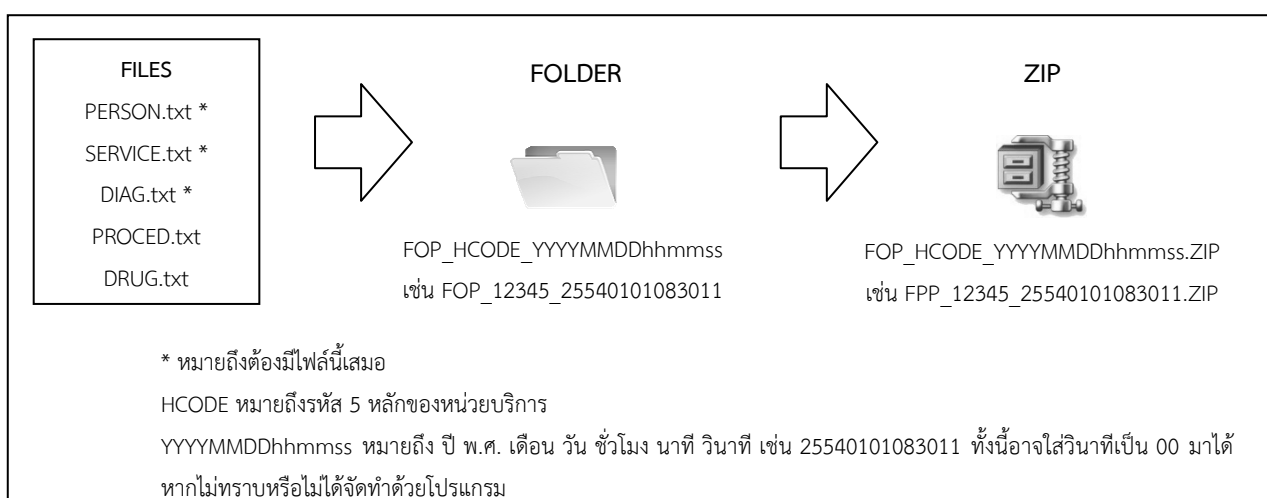 FILES
PERSON.txt *
SERVICE.txt *
DIAG.txt *
PROCED.txt
DRUG.txt
FOLDER
FOP_HCODE_YYYYMMDDhhmmss
เช่น FOP_12345_25540101083011
ZIP
FOP_HCODE_YYYYMMDDhhmmss.ZIP
เช่น FPP_12345_25540101083011.ZIP
* หมายถึงต้องมีไฟล์นี้เสมอ
HCODE หมายถึงรหัส 5 หลักของหน่วยบริการ
YYYYMMDDhhmmss หมายถึง ปี พ.ศ. เดือน วัน ชั่วโมง นาที วินาที เช่น 25540101083011 ทั้งนี้อาจใส่วินาทีเป็น 00 มาได้
หากไม่ทราบหรือไม่ได้จัดทำด้วยโปรแกรม